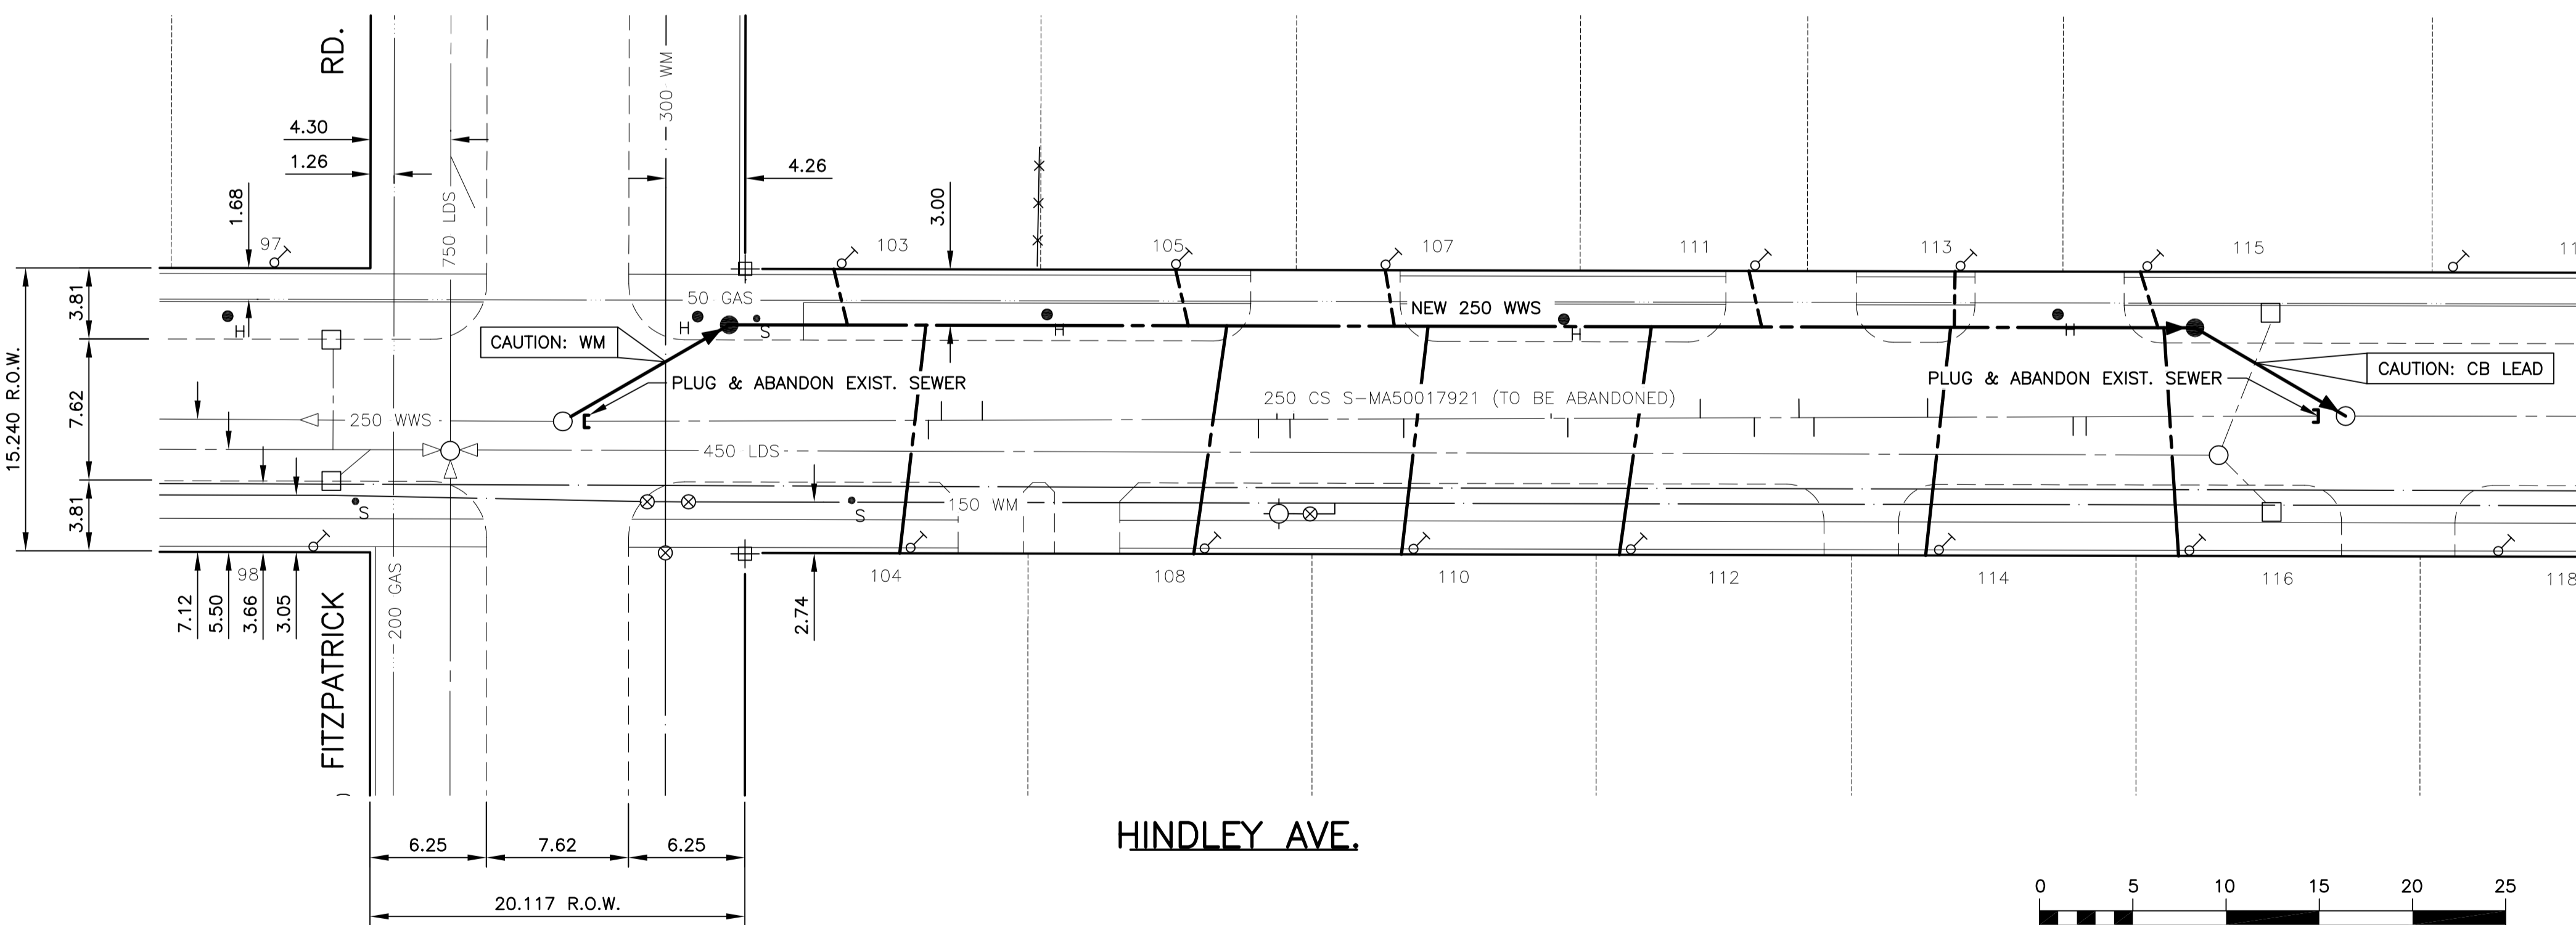 RD.
4.30
1.26
1.68
97
750 LDS
300 WM
4.26
3.00
103
105
107
111
113
115
11
50 GAS
H
H
S
H
H
H
NEW 250 WWS
CAUTION: WM
PLUG & ABANDON EXIST. SEWER
PLUG & ABANDON EXIST. SEWER
CAUTION: CB LEAD
250 CS S-MA50017921 (TO BE ABANDONED)
250 WWS
450 LDS
150 WM
S
S
15.240 R.O.W.
3.81
7.62
3.81
7.12
5.50
3.66
3.05
98
200 GAS
2.74
104
108
110
112
114
116
118
FITZPATRICK
6.25
7.62
6.25
20.117 R.O.W.
HINDLEY AVE.
0 5 10 15 20 25